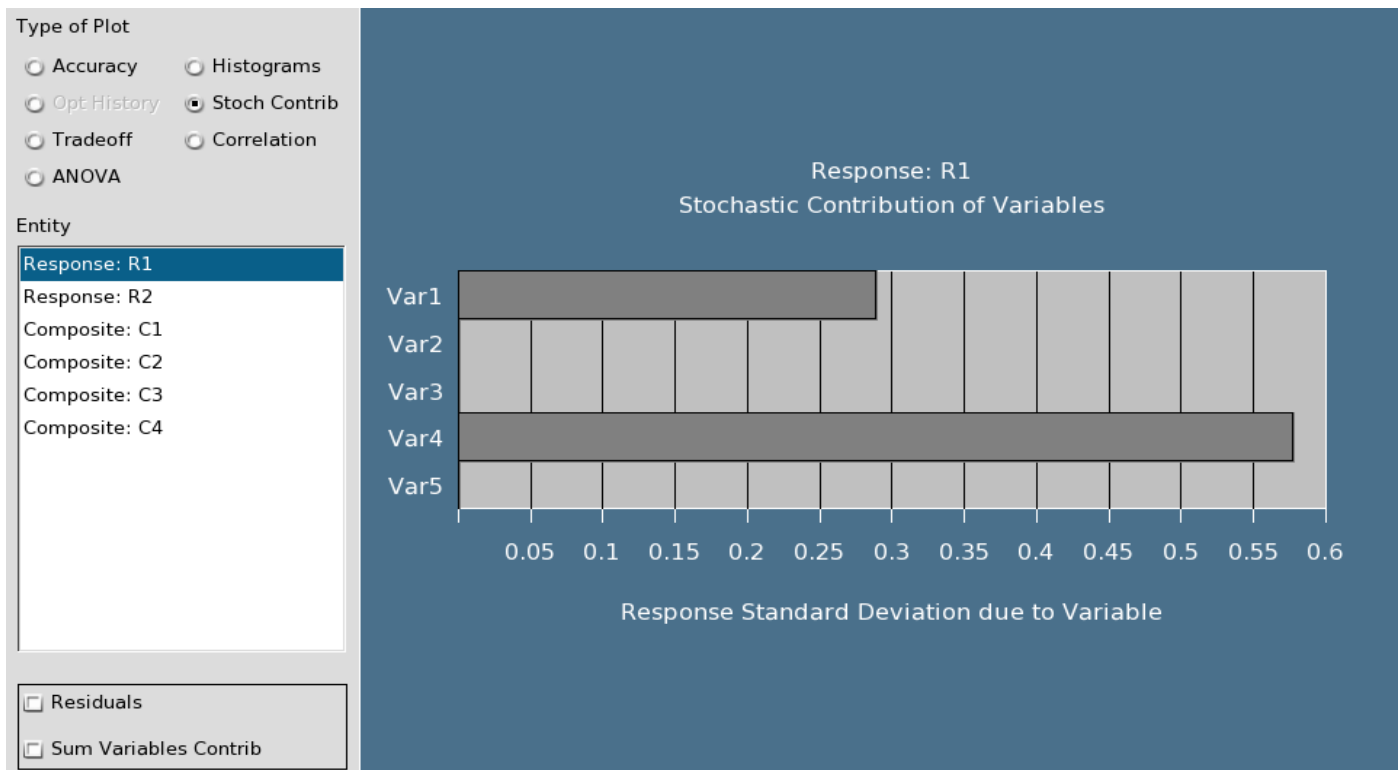 Type of Plot
Accuracy
Histograms
Opt History
Stoch Contrib
Tradeoff
Correlation
ANOVA
Entity
Response: R1
Response: R2
Composite: C1
Composite: C2
Composite: C3
Composite: C4
Residuals
Sum Variables Contrib
Response: R1
Stochastic Contribution of Variables
Var1
Var2
Var3
Var4
Var5
0.05 0.1 0.15 0.2 0.25 0.3 0.35 0.4 0.45 0.5 0.55 0.6
Response Standard Deviation due to Variable